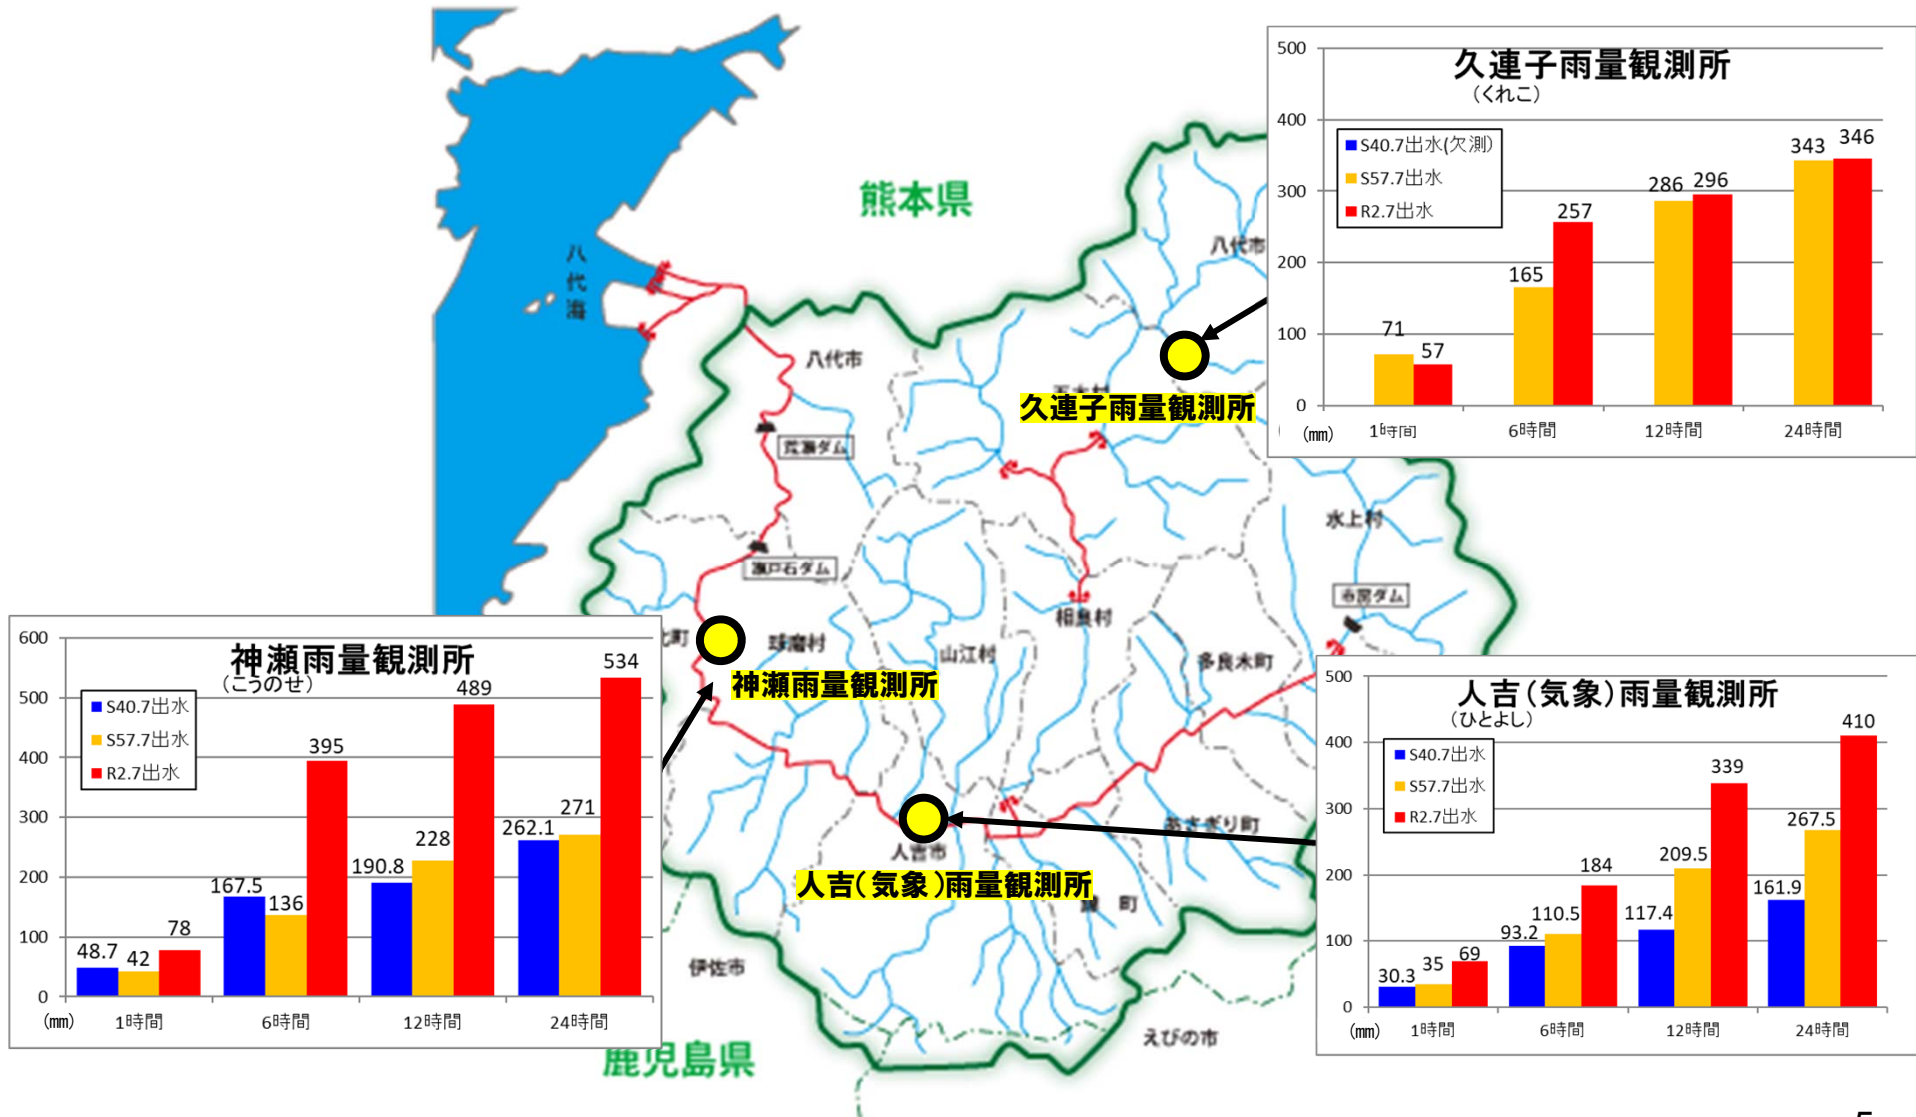 久連子雨量観測所
(くれこ)
500
400
300
200
100
0
S40.7出水(欠測)
S57.7出水
R2.7出水
71
57
165
257
286
296
343
346
(mm)
1時間
6時間
12時間
24時間
熊本県
八代海
八代市
八代市
久連子雨量観測所
荒瀬ダム
瀬戸石ダム
水上村
市房ダム
相良村
球磨村
山江村
多良木町
神瀬雨量観測所
あさぎり町
人吉市
人吉(気象)雨量観測所
町
伊佐市
えびの市
鹿児島県
神瀬雨量観測所
(こうのせ)
600
500
400
300
200
100
0
S40.7出水
S57.7出水
R2.7出水
48.7
42
78
167.5
136
395
190.8
228
489
262.1
271
534
(mm)
1時間
6時間
12時間
24時間
人吉(気象)雨量観測所
(ひとよし)
500
400
300
200
100
0
S40.7出水
S57.7出水
R2.7出水
30.3
35
69
93.2
110.5
184
117.4
209.5
339
161.9
267.5
410
(mm)
1時間
6時間
12時間
24時間